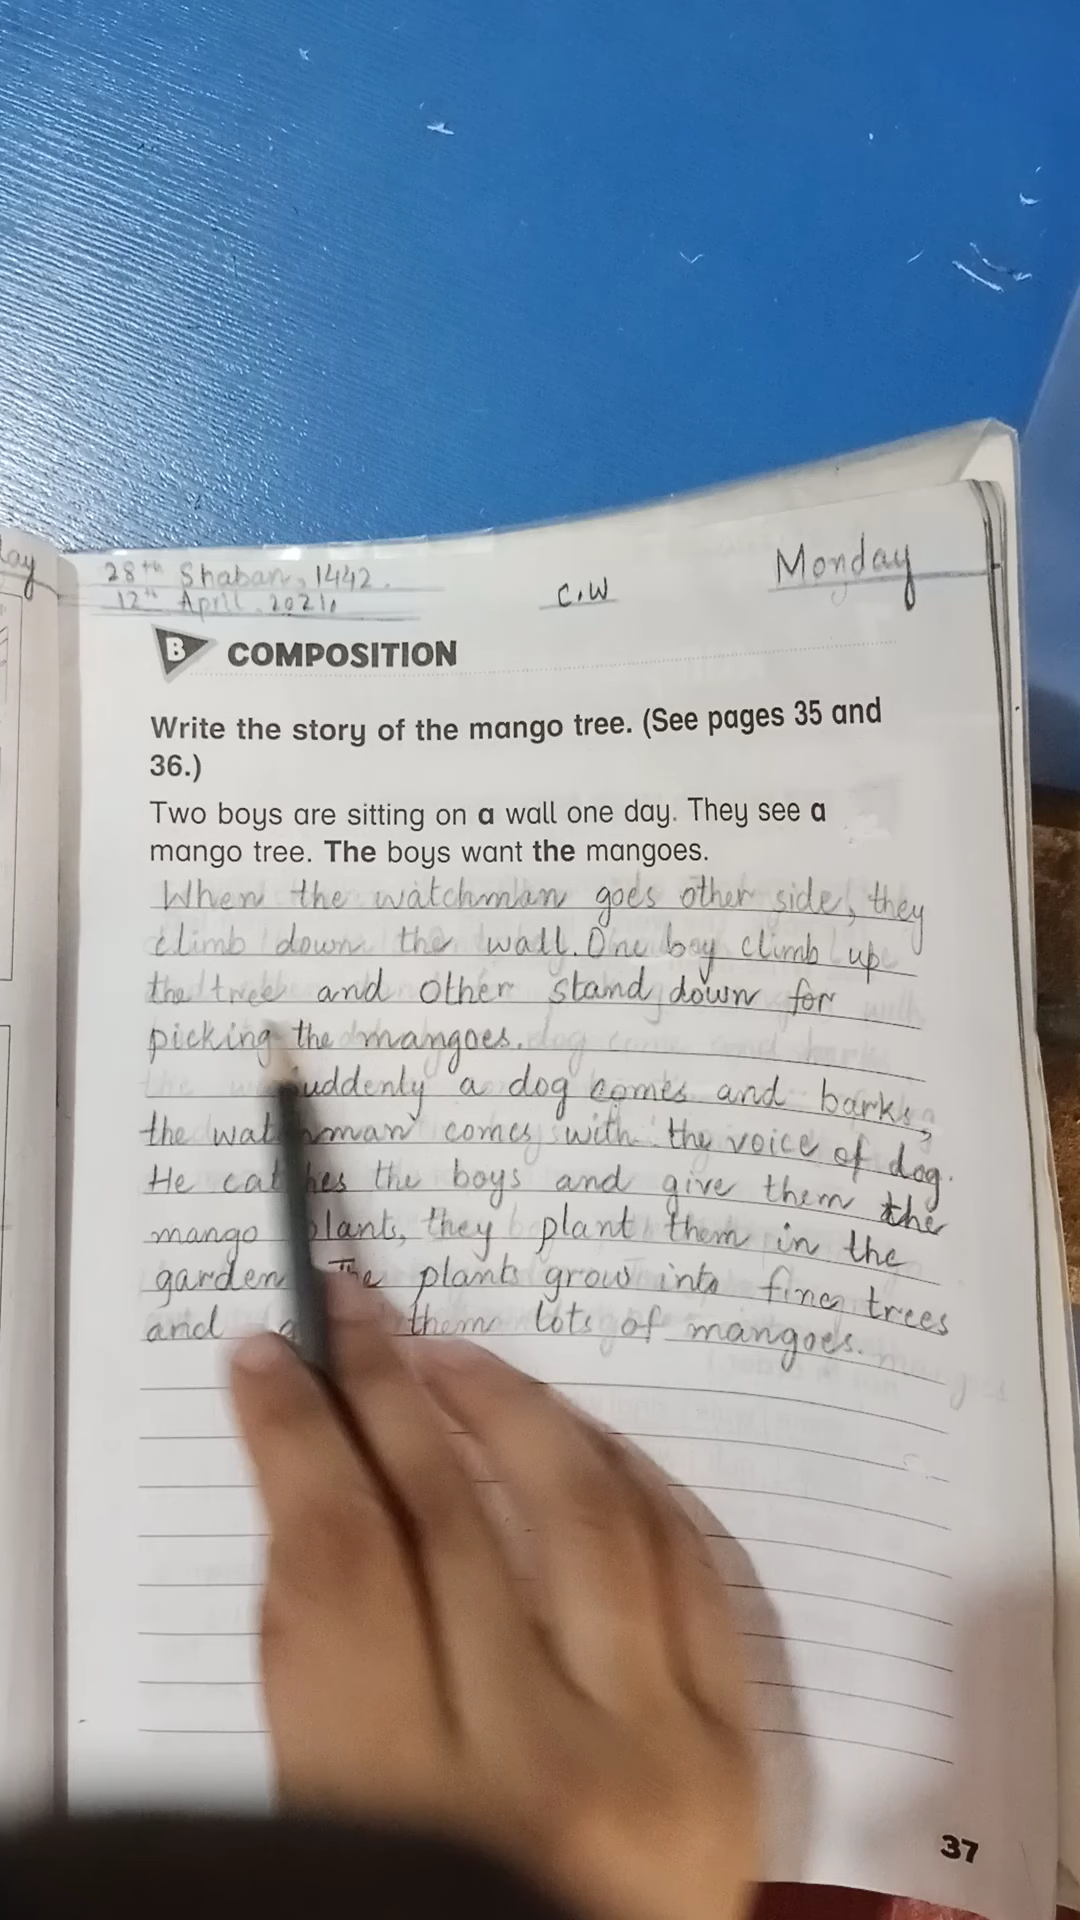 28th Shaban, 1442.
12th April, 2021.
C.W
Monday
B COMPOSITION
Write the story of the mango tree. (See pages 35 and
36.)
Two boys are sitting on a wall one day. They see a
mango tree. The boys want the mangoes.
When the watchman goes other side, they
climb down the wall. One boy climb up
the tree and other stand down for
picking the mangoes.
uddenly a dog comes and barks,
the wat man comes with the voice of dog.
He cat hes the boys and give them the
mango lants, they plant them in the
garden The plants grow into fine trees
and them lots of mangoes.
37